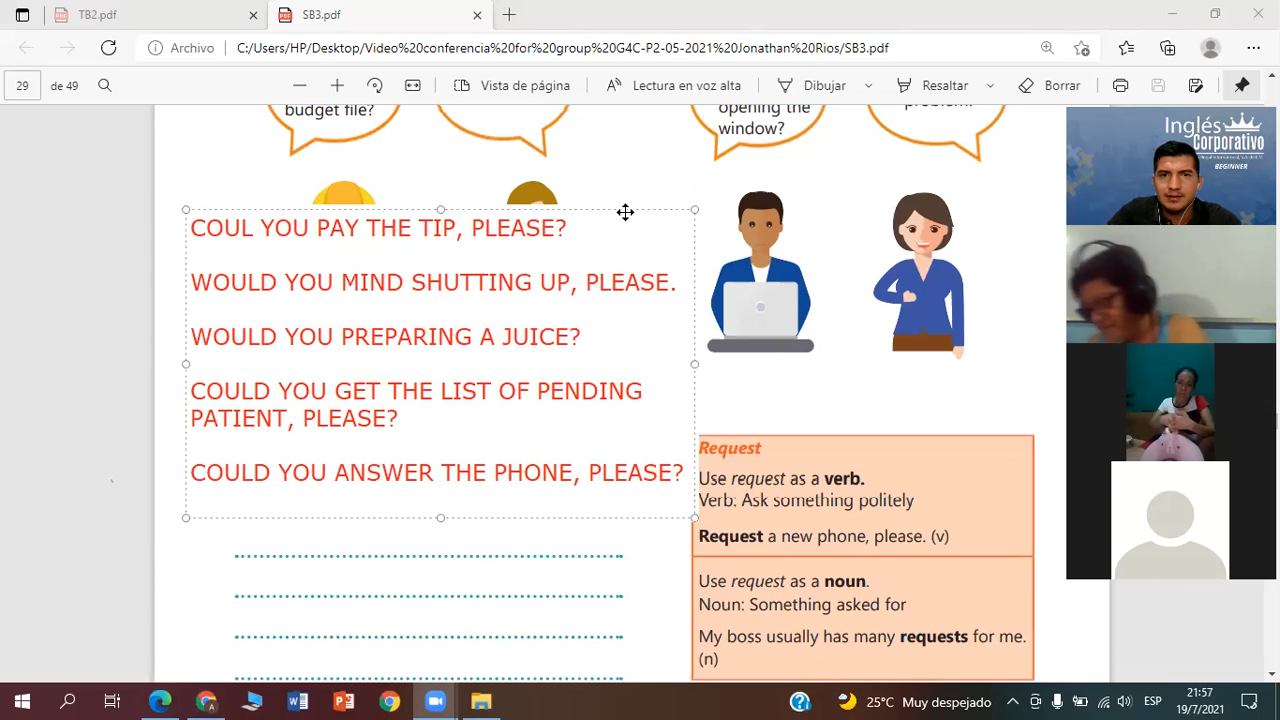 TB2.pdf
SB3.pdf
Archivo
C:/Users/HP/Desktop/Video%20conferencia%20for%20group%20G4C-P2-05-2021%20Jonathan%20Rios/SB3.pdf
29 de 49
Vista de página
Lectura en voz alta
Dibujar
Resaltar
Borrar
budget file?
opening the
window?
problem.
Inglés
Corporativo
BEGINNER
COUL YOU PAY THE TIP, PLEASE?
WOULD YOU MIND SHUTTING UP, PLEASE.
WOULD YOU PREPARING A JUICE?
COULD YOU GET THE LIST OF PENDING
PATIENT, PLEASE?
COULD YOU ANSWER THE PHONE, PLEASE?
Request
Use request as a verb.
Verb: Ask something politely
Request a new phone, please. (v)
Use request as a noun.
Noun: Something asked for
My boss usually has many requests for me.
(n)
25°C Muy despejado
ESP
21:57
19/7/2021